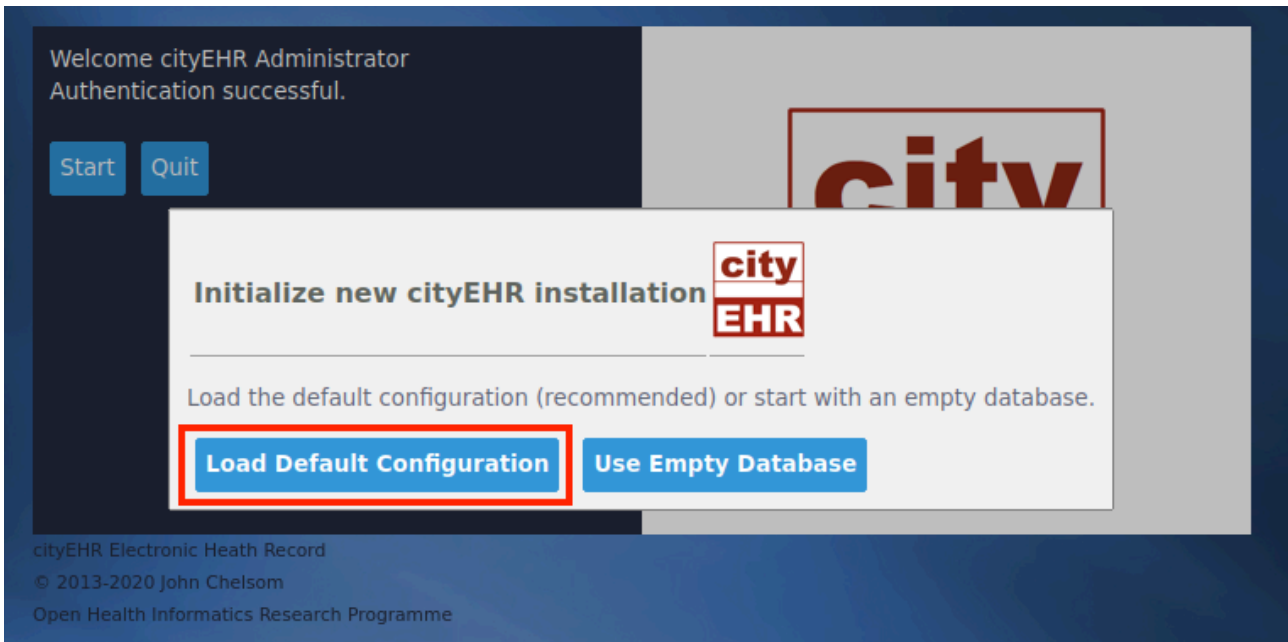 Welcome cityEHR Administrator
Authentication successful.
Start Quit
city
Initialize new cityEHR installation
city
EHR
Load the default configuration (recommended) or start with an empty database.
Load Default Configuration Use Empty Database
cityEHR Electronic Heath Record
© 2013-2020 John Chelsom
Open Health Informatics Research Programme